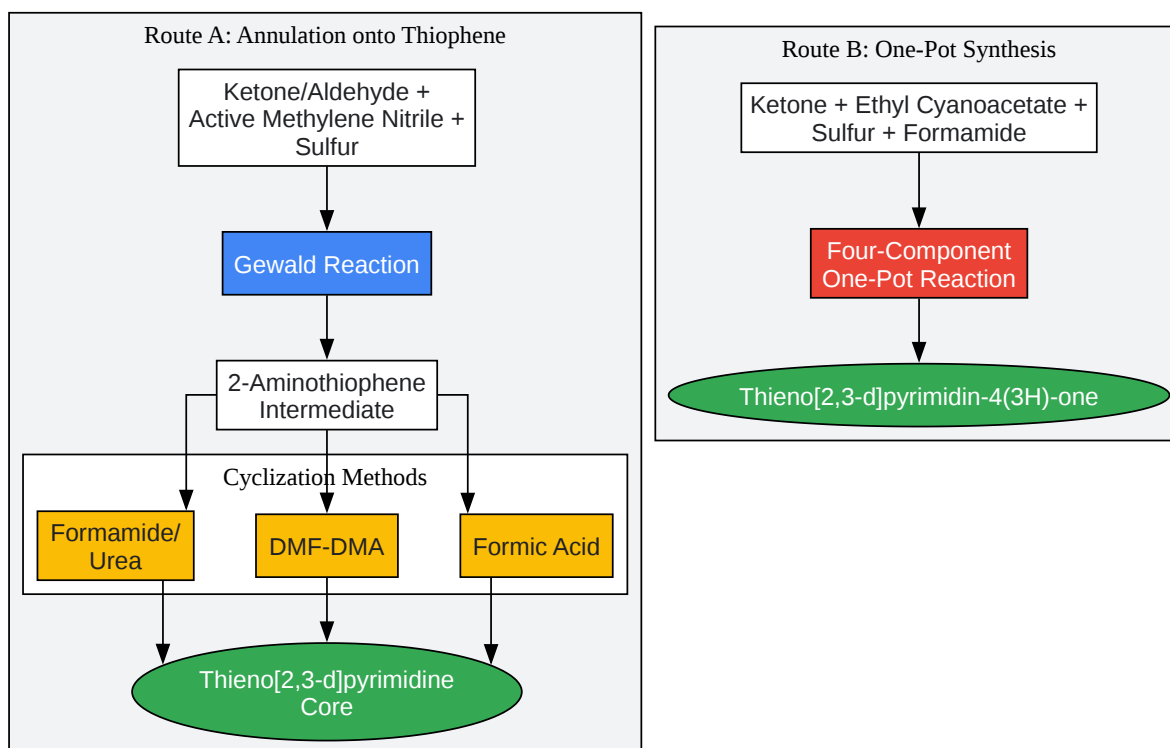 Route A: Annulation onto Thiophene
Ketone/Aldehyde +
Active Methylene Nitrile +
Sulfur
Gewald Reaction
2-Aminothiophene
Intermediate
Cyclization Methods
Formamide/
Urea
DMF-DMA
Formic Acid
Thieno[2,3-d]pyrimidine
Core
Route B: One-Pot Synthesis
Ketone + Ethyl Cyanoacetate +
Sulfur + Formamide
Four-Component
One-Pot Reaction
Thieno[2,3-d]pyrimidin-4(3H)-one